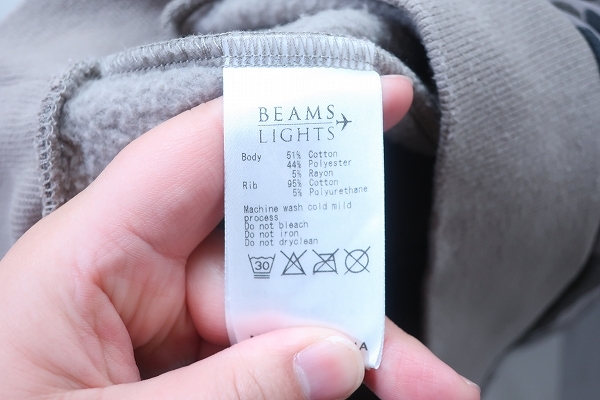 BEAMS
LIGHTS
Body 51% Cotton
44% Polyester
5% Rayon
Rib 95% Cotton
5% Polyurethane
Machine wash cold mild
process
Do not bleach
Do not iron
Do not dryclean
30